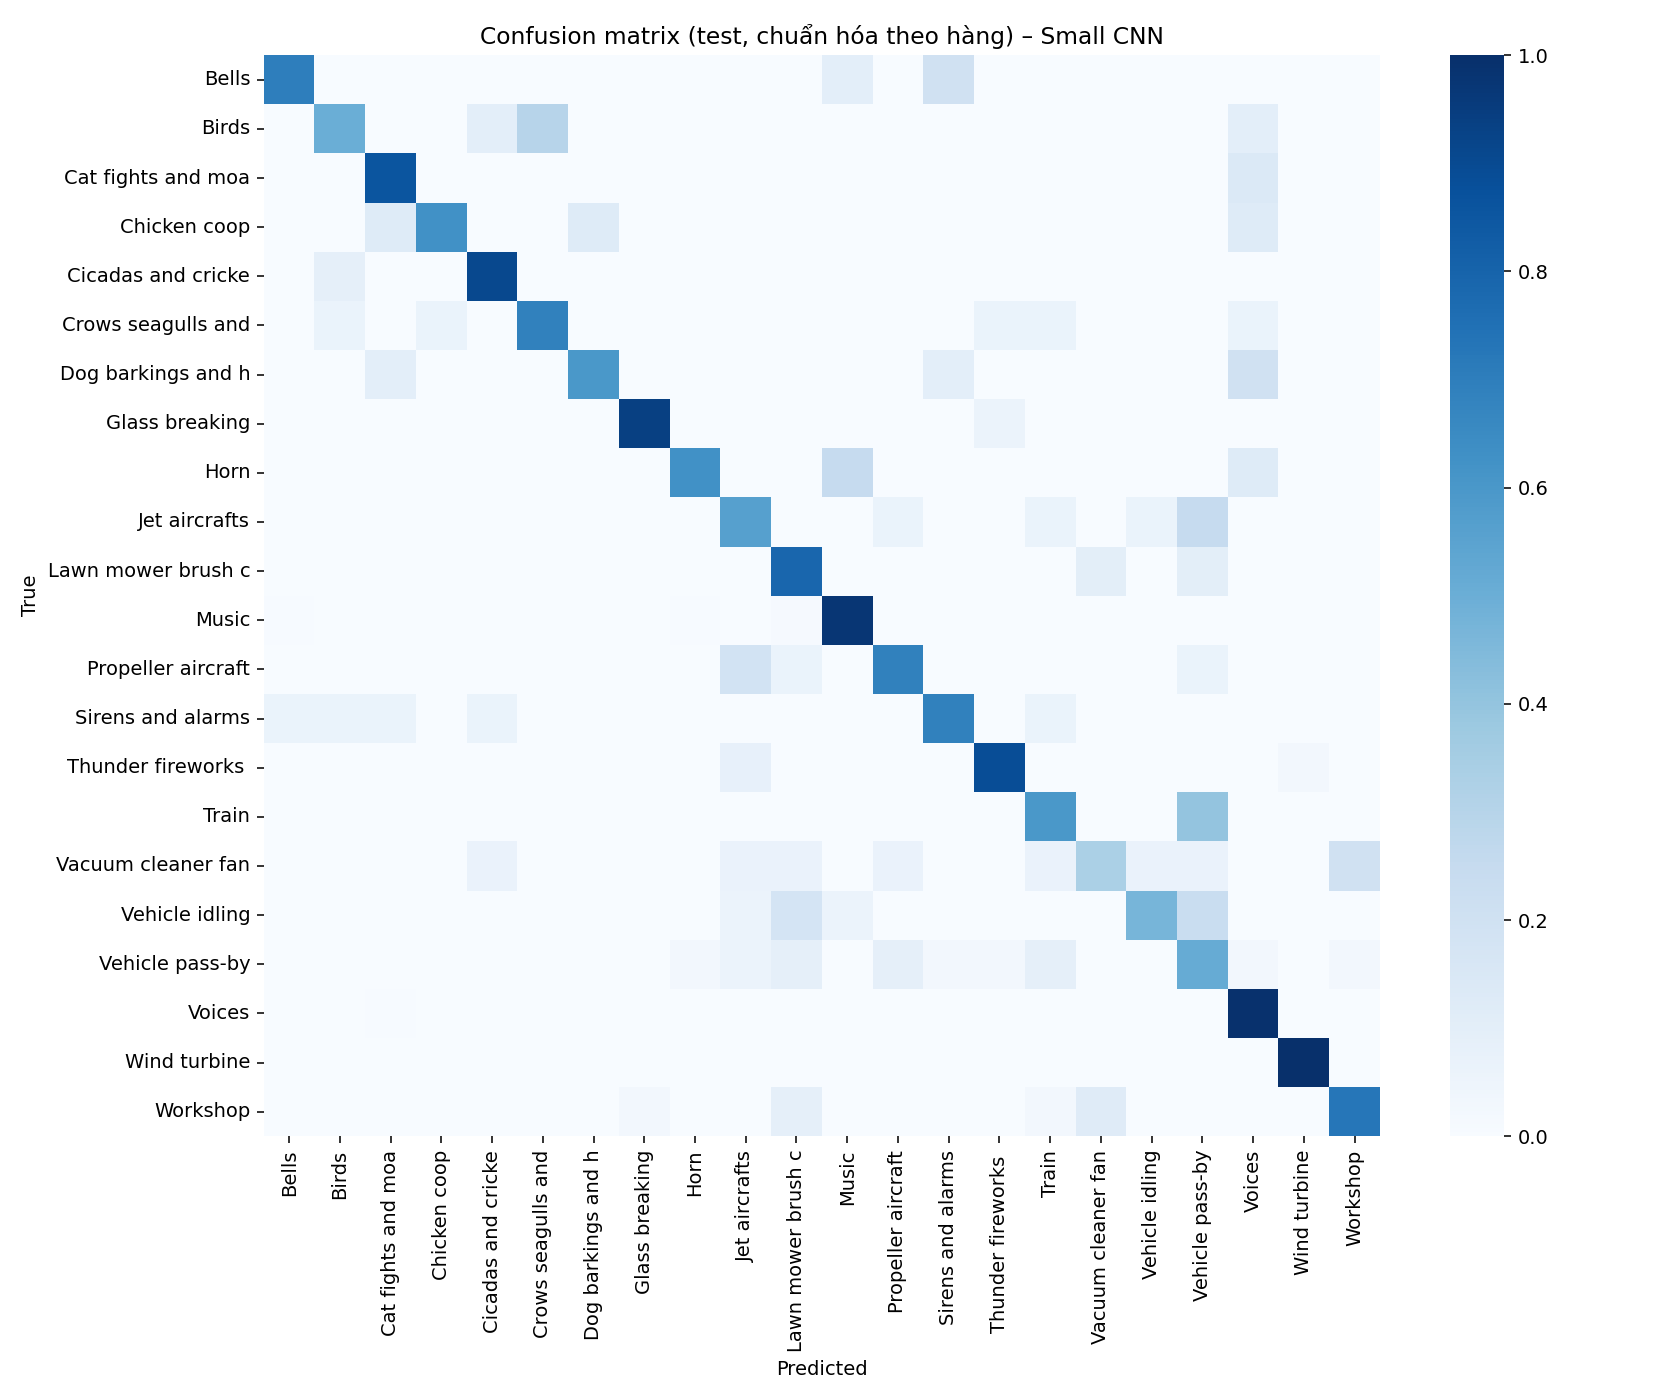 Confusion matrix (test, chuẩn hóa theo hàng) – Small CNN
True
Bells
Birds
Cat fights and moa
Chicken coop
Cicadas and cricke
Crows seagulls and
Dog barkings and h
Glass breaking
Horn
Jet aircrafts
Lawn mower brush c
Music
Propeller aircraft
Sirens and alarms
Thunder fireworks
Train
Vacuum cleaner fan
Vehicle idling
Vehicle pass-by
Voices
Wind turbine
Workshop
Bells
Birds
Cat fights and moa
Chicken coop
Cicadas and cricke
Crows seagulls and
Dog barkings and h
Glass breaking
Horn
Jet aircrafts
Lawn mower brush c
Music
Propeller aircraft
Sirens and alarms
Thunder fireworks
Train
Vacuum cleaner fan
Vehicle idling
Vehicle pass-by
Voices
Wind turbine
Workshop
Predicted
1.0
0.8
0.6
0.4
0.2
0.0